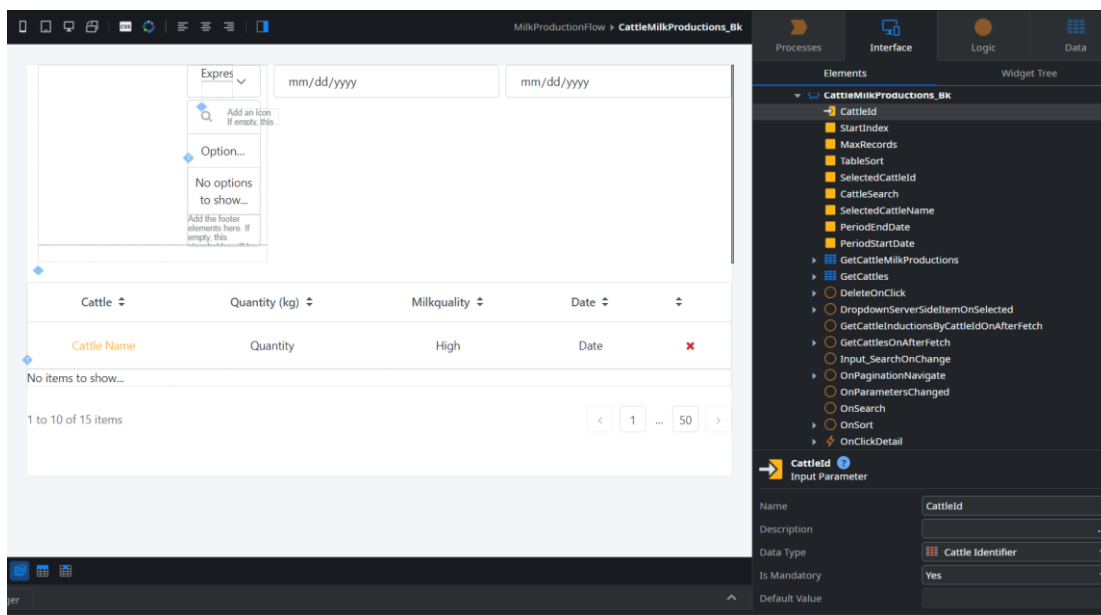 css
MilkProductionFlow ▸ CattleMilkProductions_Bk
Processes
Interface
Logic
Data
Elements
Widget Tree
Expres
mm/dd/yyyy
mm/dd/yyyy
Add an icon.
If empty, this
Option...
No options
to show...
Add the footer
elements here. If
empty, this
Cattle
Quantity (kg)
Milkquality
Date
Cattle Name
Quantity
High
Date
No items to show...
1 to 10 of 15 items
< 1 ... 50 >
CattleMilkProductions_Bk
CattleId
StartIndex
MaxRecords
TableSort
SelectedCattleId
CattleSearch
SelectedCattleName
PeriodEndDate
PeriodStartDate
GetCattleMilkProductions
GetCattles
DeleteOnClick
DropdownServerSideItemOnSelected
GetCattleInductionsByCattleIdOnAfterFetch
GetCattlesOnAfterFetch
Input_SearchOnChange
OnPaginationNavigate
OnParametersChanged
OnSearch
OnSort
OnClickDetail
CattleId ?
Input Parameter
Name CattleId
Description
Data Type Cattle Identifier
Is Mandatory Yes
Default Value
ger